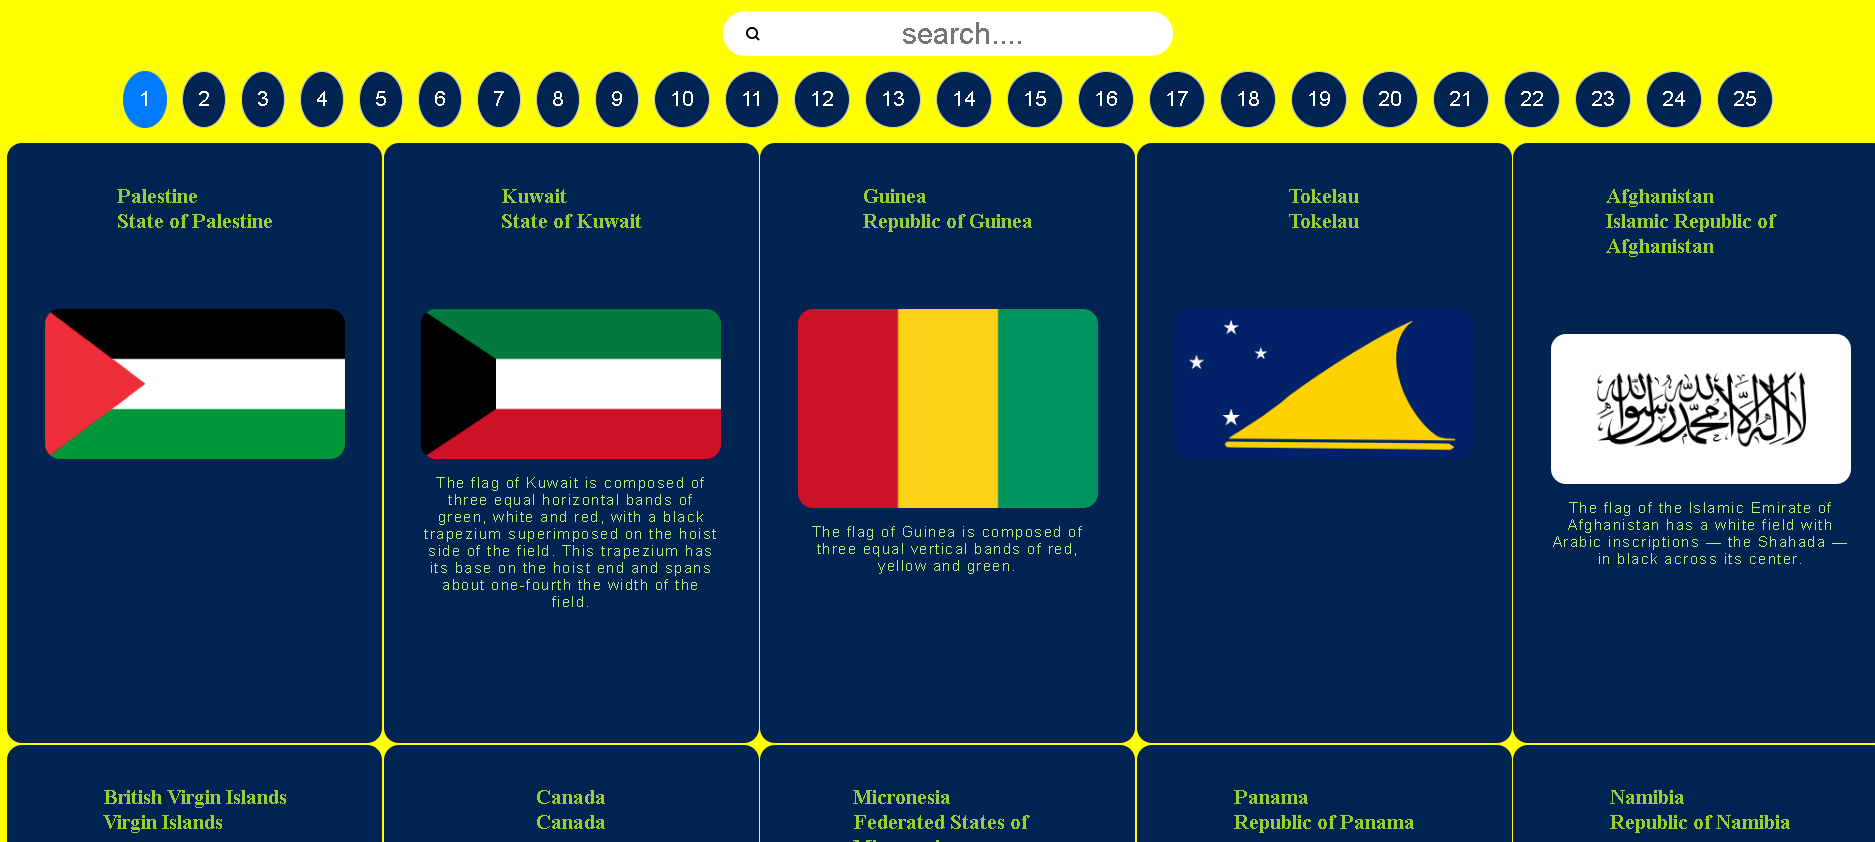 search....
1 2 3 4 5 6 7 8 9 10 11 12 13 14 15 16 17 18 19 20 21 22 23 24 25
Palestine
State of Palestine
Kuwait
State of Kuwait
The flag of Kuwait is composed of
three equal horizontal bands of
green, white and red, with a black
trapezium superimposed on the hoist
side of the field. This trapezium has
its base on the hoist end and spans
about one-fourth the width of the
field.
Guinea
Republic of Guinea
The flag of Guinea is composed of
three equal vertical bands of red,
yellow and green.
Tokelau
Tokelau
Afghanistan
Islamic Republic of
Afghanistan
لا إله إلا الله محمد رسول الله
The flag of the Islamic Emirate of
Afghanistan has a white field with
Arabic inscriptions — the Shahada —
in black across its center.
British Virgin Islands
Virgin Islands
Canada
Canada
Micronesia
Federated States of
Panama
Republic of Panama
Namibia
Republic of Namibia